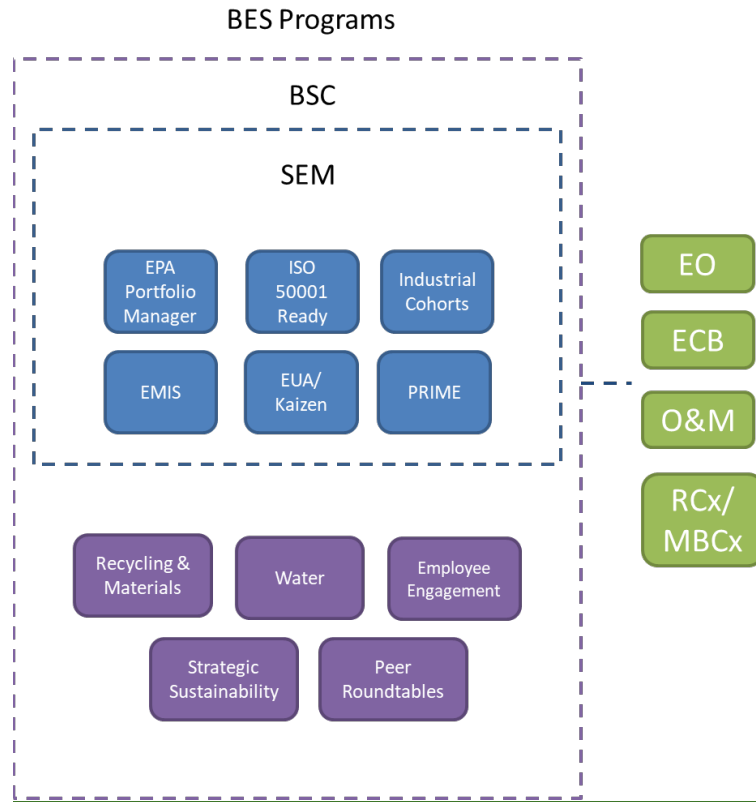 BES Programs
BSC
SEM
EPA
Portfolio
Manager
ISO
50001
Ready
Industrial
Cohorts
EMIS
EUA/
Kaizen
PRIME
EO
ECB
O&M
RCx/
MBCx
Recycling &
Materials
Water
Employee
Engagement
Strategic
Sustainability
Peer
Roundtables